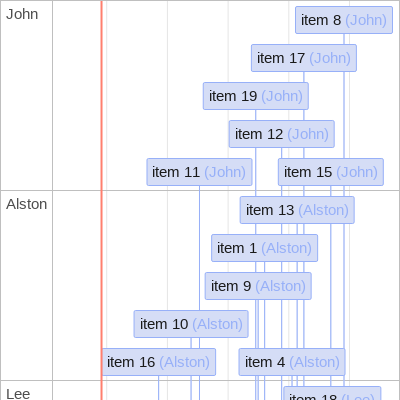 John
item 8 (John)
item 17 (John)
item 19 (John)
item 12 (John)
item 11 (John)
item 15 (John)
Alston
item 13 (Alston)
item 1 (Alston)
item 9 (Alston)
item 10 (Alston)
item 16 (Alston)
item 4 (Alston)
Lee
item 18 (Lee)